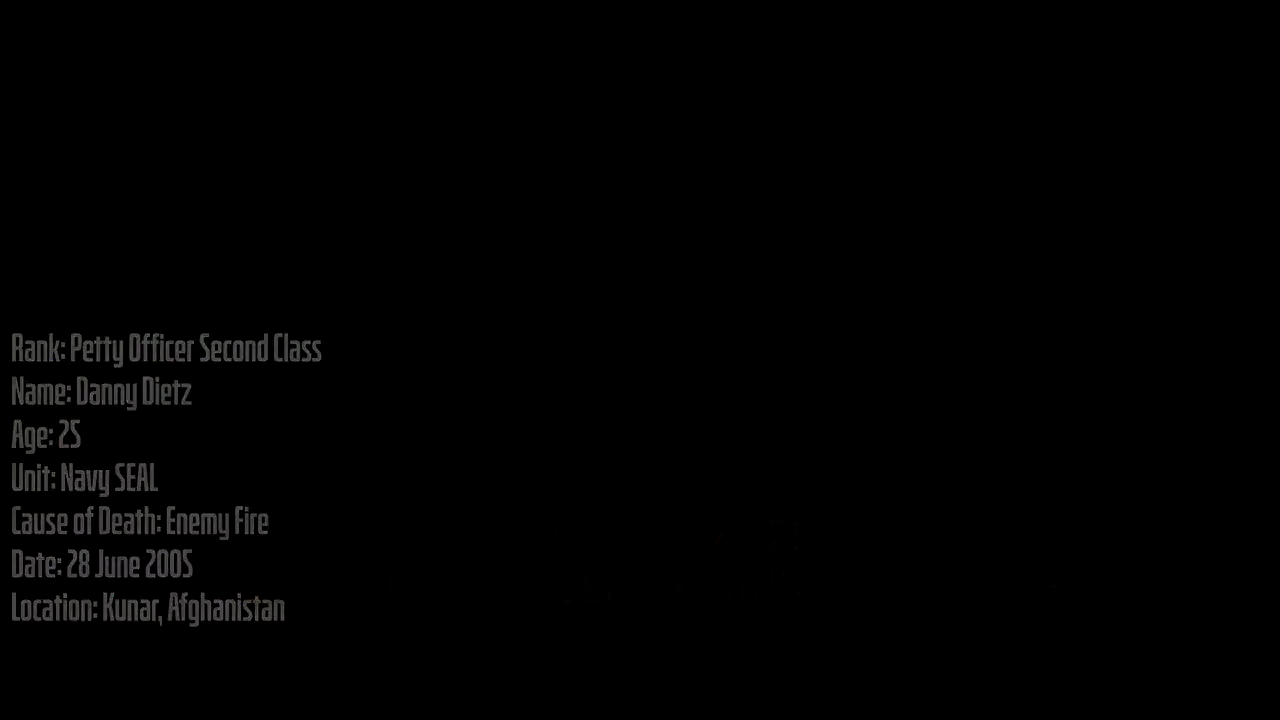 Rank: Petty Officer Second Class
Name: Danny Dietz
Age: 25
Unit: Navy SEAL
Cause of Death: Enemy Fire
Date: 28 June 2005
Location: Kunar, Afghanistan